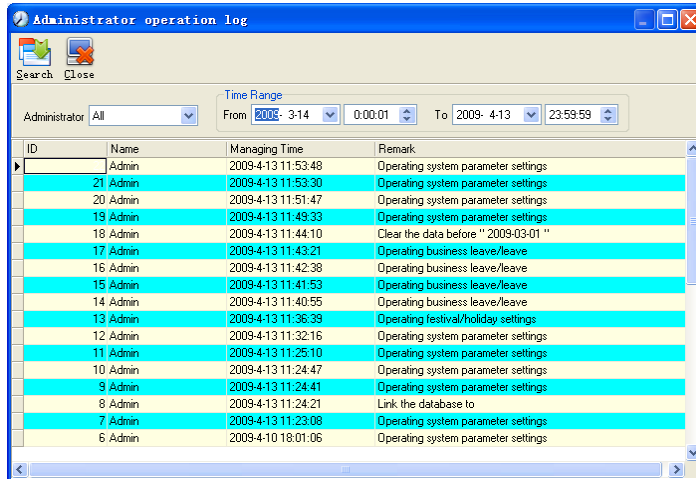 Administrator operation log
Search Close
Time Range
Administrator All From 2009- 3-14 0:00:01 To 2009- 4-13 23:59:59
ID Name Managing Time Remark
Admin 2009-4-13 11:53:48 Operating system parameter settings
21 Admin 2009-4-13 11:53:30 Operating system parameter settings
20 Admin 2009-4-13 11:51:47 Operating system parameter settings
19 Admin 2009-4-13 11:49:33 Operating system parameter settings
18 Admin 2009-4-13 11:44:10 Clear the data before " 2009-03-01 "
17 Admin 2009-4-13 11:43:21 Operating business leave/leave
16 Admin 2009-4-13 11:42:38 Operating business leave/leave
15 Admin 2009-4-13 11:41:53 Operating business leave/leave
14 Admin 2009-4-13 11:40:55 Operating business leave/leave
13 Admin 2009-4-13 11:36:39 Operating festival/holiday settings
12 Admin 2009-4-13 11:32:16 Operating system parameter settings
11 Admin 2009-4-13 11:25:10 Operating system parameter settings
10 Admin 2009-4-13 11:24:47 Operating system parameter settings
9 Admin 2009-4-13 11:24:41 Operating system parameter settings
8 Admin 2009-4-13 11:24:21 Link the database to
7 Admin 2009-4-13 11:23:08 Operating system parameter settings
6 Admin 2009-4-10 18:01:06 Operating system parameter settings